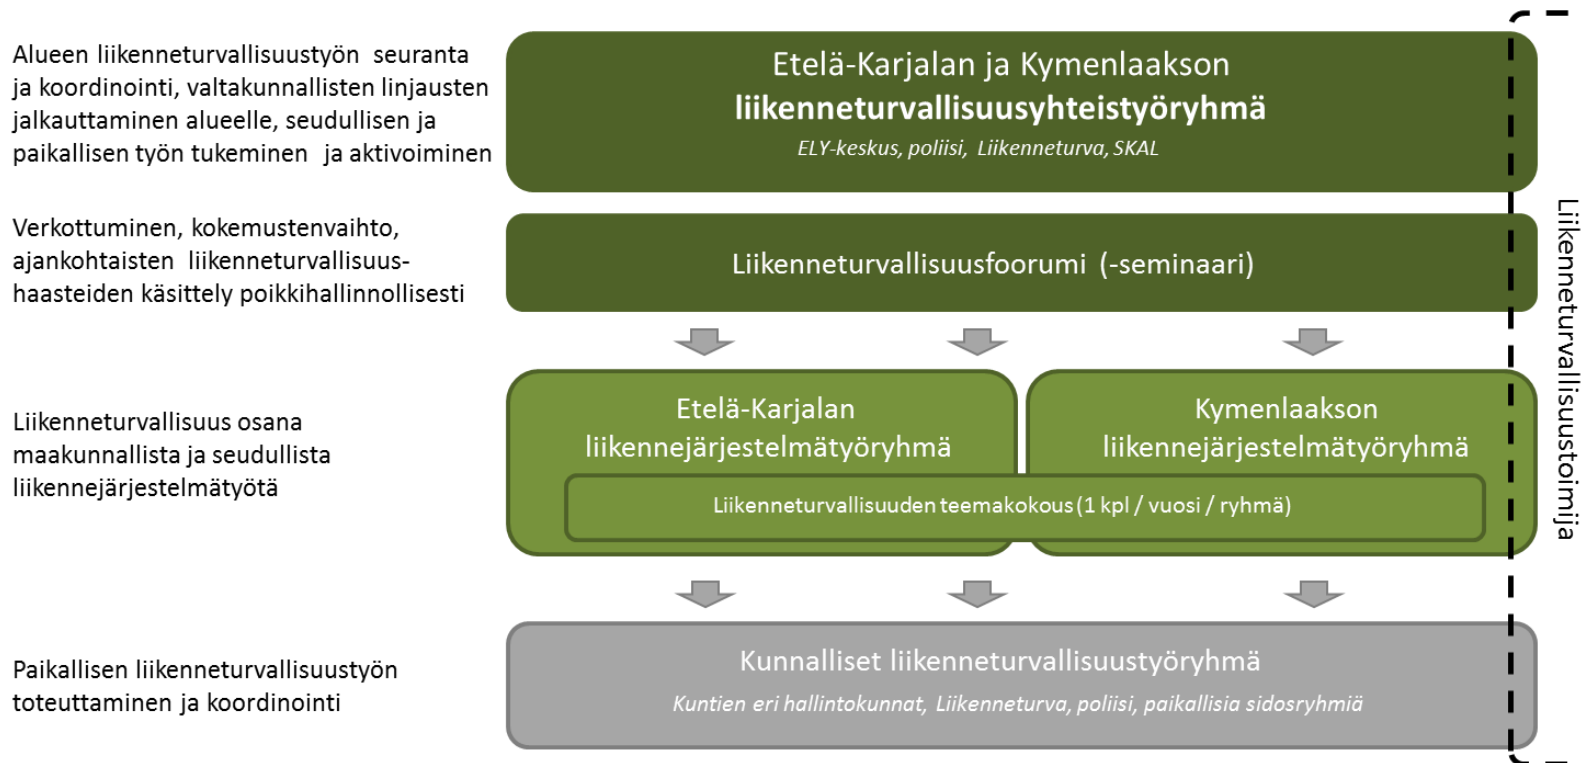 Alueen liikenneturvallisuustyön seuranta
ja koordinointi, valtakunnallisten linjausten
jalkauttaminen alueelle, seudullisen ja
paikallisen työn tukeminen ja aktivoiminen
Etelä-Karjalan ja Kymenlaakson
liikenneturvallisuusyhteistyöryhmä
ELY-keskus, poliisi, Liikenneturva, SKAL
Verkottuminen, kokemustenvaihto,
ajankohtaisten liikenneturvallisuus-
haasteiden käsittely poikkihallinnollisesti
Liikenneturvallisuusfoorumi (-seminaari)
Liikenneturvallisuus osana
maakunnallista ja seudullista
liikennejärjestelmätyötä
Etelä-Karjalan
liikennejärjestelmätyöryhmä
Kymenlaakson
liikennejärjestelmätyöryhmä
Liikenneturvallisuuden teemakokous (1 kpl / vuosi / ryhmä)
Paikallisen liikenneturvallisuustyön
toteuttaminen ja koordinointi
Kunnalliset liikenneturvallisuustyöryhmä
Kuntien eri hallintokunnat, Liikenneturva, poliisi, paikallisia sidosryhmiä
Liikenneturvallisuustoimija